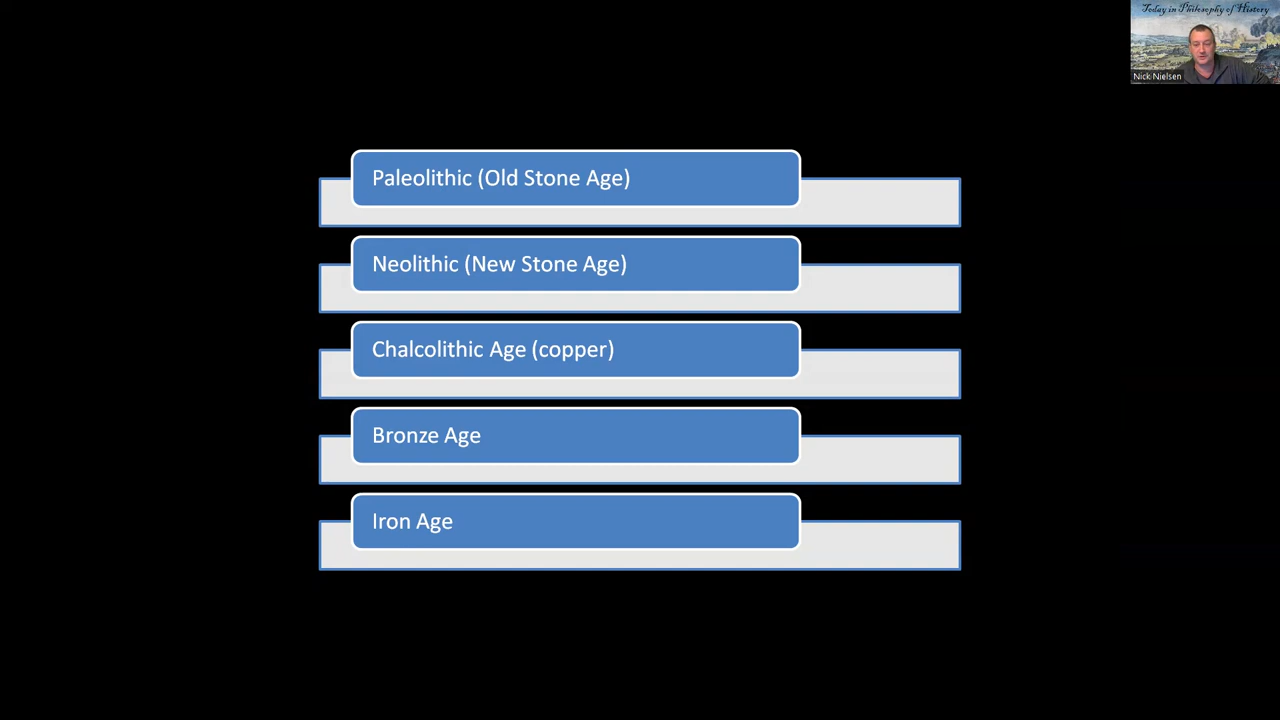 Today in Philosophy of History
Nick Nielsen
Paleolithic (Old Stone Age)
Neolithic (New Stone Age)
Chalcolithic Age (copper)
Bronze Age
Iron Age